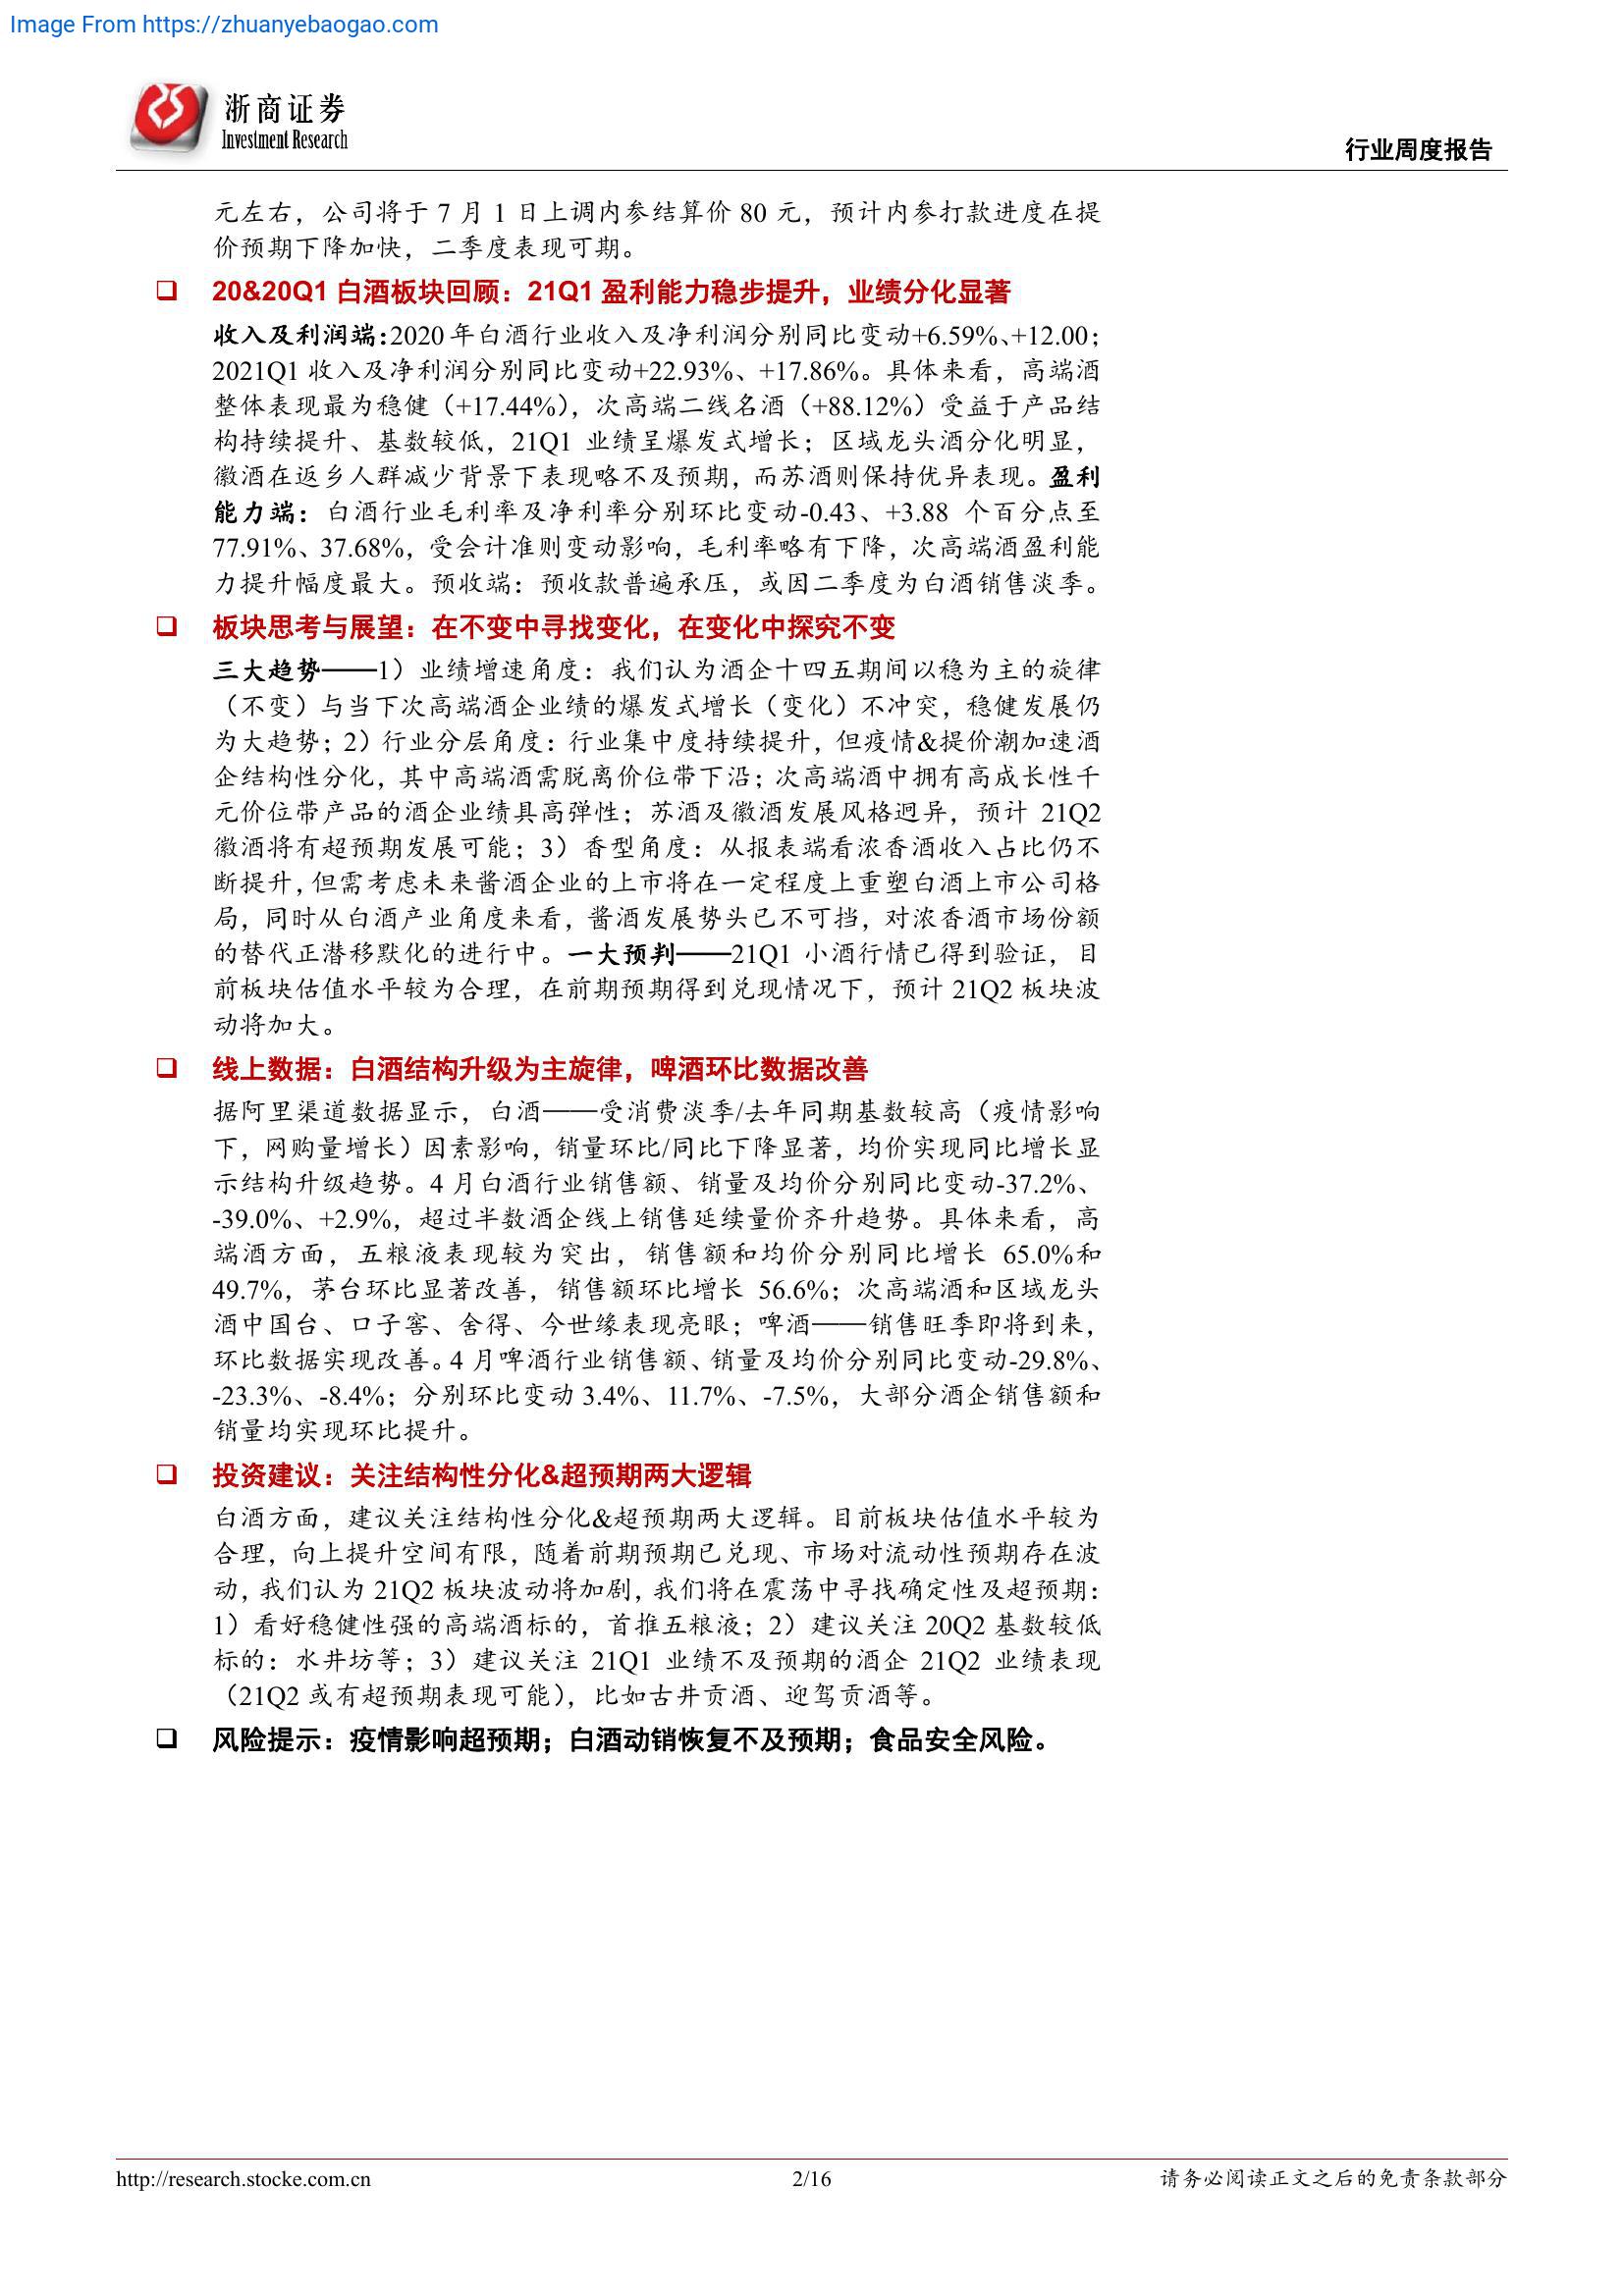 Image From https://zhuanyebaogao.com
浙商证券
Investment Research
行业周度报告
元左右，公司将于 7 月 1 日上调内参结算价 80 元，预计内参打款进度在提
价预期下降加快，二季度表现可期。
❑ 20&20Q1 白酒板块回顾：21Q1 盈利能力稳步提升，业绩分化显著
收入及利润端:2020 年白酒行业收入及净利润分别同比变动+6.59%、+12.00；
2021Q1 收入及净利润分别同比变动+22.93%、+17.86%。具体来看，高端酒
整体表现最为稳健（+17.44%），次高端二线名酒（+88.12%）受益于产品结
构持续提升、基数较低，21Q1 业绩呈爆发式增长；区域龙头酒分化明显，
徽酒在返乡人群减少背景下表现略不及预期，而苏酒则保持优异表现。盈利
能力端：白酒行业毛利率及净利率分别环比变动-0.43、+3.88 个百分点至
77.91%、37.68%，受会计准则变动影响，毛利率略有下降，次高端酒盈利能
力提升幅度最大。预收端：预收款普遍承压，或因二季度为白酒销售淡季。
❑ 板块思考与展望：在不变中寻找变化，在变化中探究不变
三大趋势——1）业绩增速角度：我们认为酒企十四五期间以稳为主的旋律
（不变）与当下次高端酒企业绩的爆发式增长（变化）不冲突，稳健发展仍
为大趋势；2）行业分层角度：行业集中度持续提升，但疫情&提价潮加速酒
企结构性分化，其中高端酒需脱离价位带下沿；次高端酒中拥有高成长性千
元价位带产品的酒企业绩具高弹性；苏酒及徽酒发展风格迥异，预计 21Q2
徽酒将有超预期发展可能；3）香型角度：从报表端看浓香酒收入占比仍不
断提升，但需考虑未来酱酒企业的上市将在一定程度上重塑白酒上市公司格
局，同时从白酒产业角度来看，酱酒发展势头已不可挡，对浓香酒市场份额
的替代正潜移默化的进行中。一大预判——21Q1 小酒行情已得到验证，目
前板块估值水平较为合理，在前期预期得到兑现情况下，预计 21Q2 板块波
动将加大。
❑ 线上数据：白酒结构升级为主旋律，啤酒环比数据改善
据阿里渠道数据显示，白酒——受消费淡季/去年同期基数较高（疫情影响
下，网购量增长）因素影响，销量环比/同比下降显著，均价实现同比增长显
示结构升级趋势。4 月白酒行业销售额、销量及均价分别同比变动-37.2%、
-39.0%、+2.9%，超过半数酒企线上销售延续量价齐升趋势。具体来看，高
端酒方面，五粮液表现较为突出，销售额和均价分别同比增长 65.0%和
49.7%，茅台环比显著改善，销售额环比增长 56.6%；次高端酒和区域龙头
酒中国台、口子窖、舍得、今世缘表现亮眼；啤酒——销售旺季即将到来，
环比数据实现改善。4 月啤酒行业销售额、销量及均价分别同比变动-29.8%、
-23.3%、-8.4%；分别环比变动 3.4%、11.7%、-7.5%，大部分酒企销售额和
销量均实现环比提升。
❑ 投资建议：关注结构性分化&超预期两大逻辑
白酒方面，建议关注结构性分化&超预期两大逻辑。目前板块估值水平较为
合理，向上提升空间有限，随着前期预期已兑现、市场对流动性预期存在波
动，我们认为 21Q2 板块波动将加剧，我们将在震荡中寻找确定性及超预期：
1）看好稳健性强的高端酒标的，首推五粮液；2）建议关注 20Q2 基数较低
标的：水井坊等；3）建议关注 21Q1 业绩不及预期的酒企 21Q2 业绩表现
（21Q2 或有超预期表现可能），比如古井贡酒、迎驾贡酒等。
❑ 风险提示：疫情影响超预期；白酒动销恢复不及预期；食品安全风险。
http://research.stocke.com.cn
2/16
请务必阅读正文之后的免责条款部分